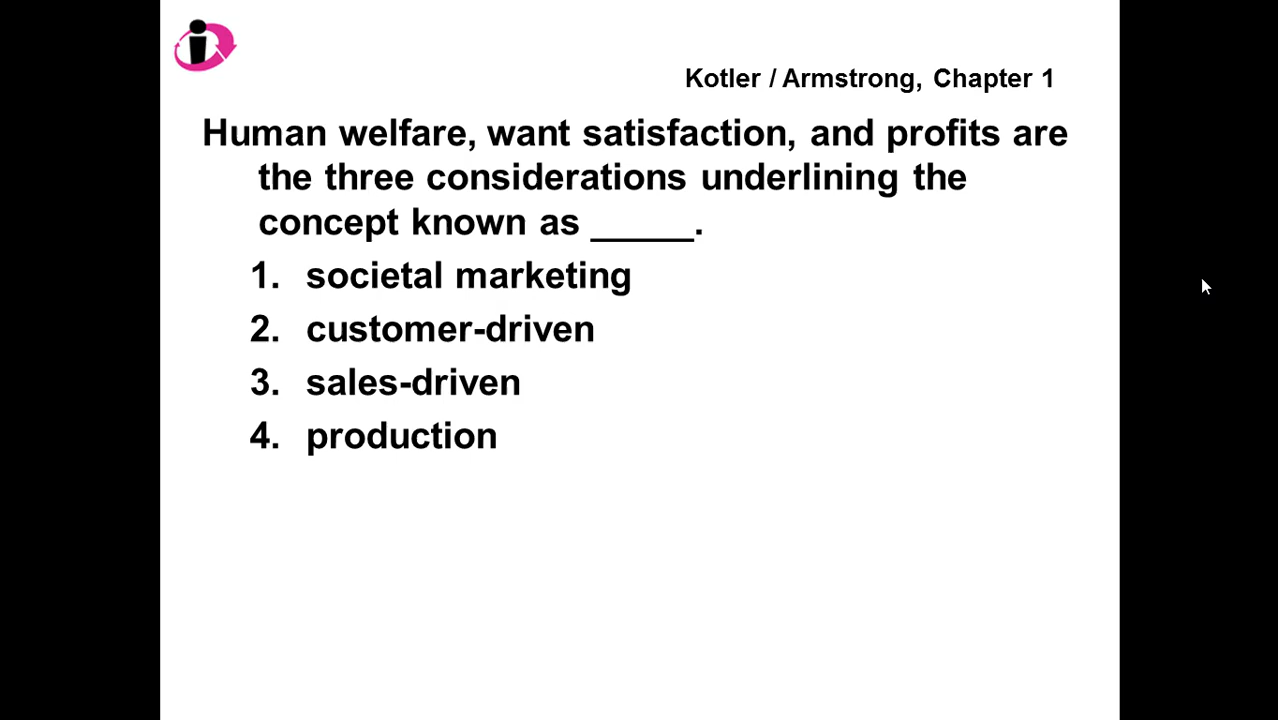 Kotler / Armstrong, Chapter 1
Human welfare, want satisfaction, and profits are
the three considerations underlining the
concept known as _____.
1. societal marketing
2. customer-driven
3. sales-driven
4. production